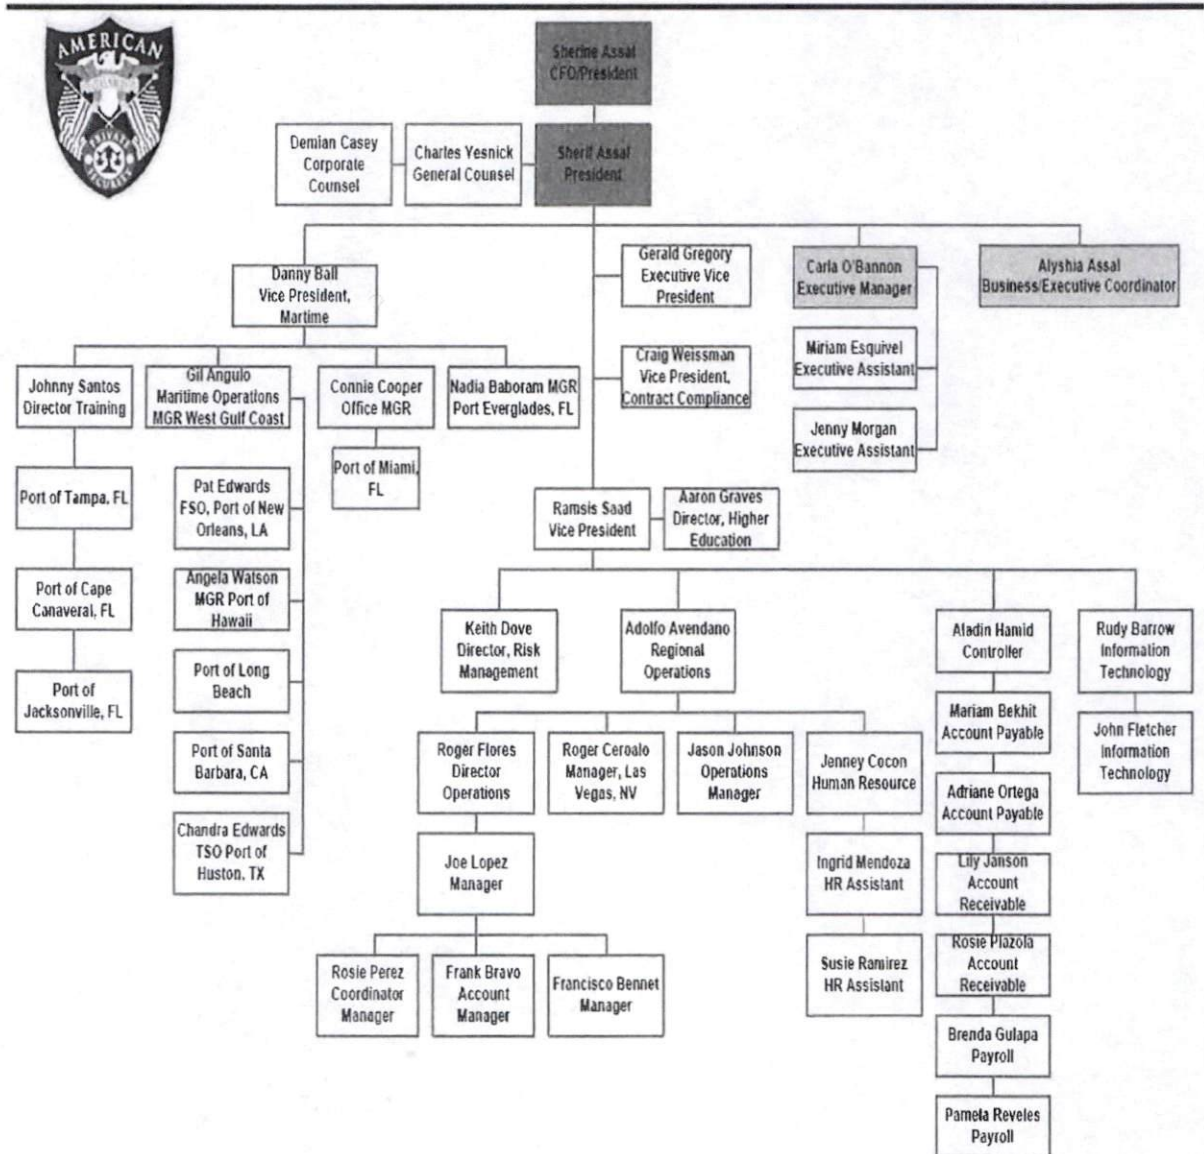 AMERICAN
PRIVATE
SECURITY
Sherine Assal
CFO/President
Demian Casey
Corporate
Counsel
Charles Yesnick
General Counsel
Sherif Assal
President
Danny Ball
Vice President,
Martime
Gerald Gregory
Executive Vice
President
Carla O'Bannon
Executive Manager
Alyshia Assal
Business/Executive Coordinator
Craig Weissman
Vice President,
Contract Compliance
Miriam Esquivel
Executive Assistant
Jenny Morgan
Executive Assistant
Johnny Santos
Director Training
Gil Angulo
Maritime Operations
MGR West Gulf Coast
Connie Cooper
Office MGR
Nadia Baboram MGR
Port Everglades, FL
Port of Tampa, FL
Pat Edwards
FSO, Port of New
Orleans, LA
Port of Miami,
FL
Ramsis Saad
Vice President
Aaron Graves
Director, Higher
Education
Port of Cape
Canaveral, FL
Angela Watson
MGR Port of
Hawaii
Port of
Jacksonville, FL
Port of Long
Beach
Port of Santa
Barbara, CA
Chandra Edwards
TSO Port of
Huston, TX
Keith Dove
Director, Risk
Management
Adolfo Avendano
Regional
Operations
Aladin Hamid
Controller
Rudy Barrow
Information
Technology
Roger Flores
Director
Operations
Roger Ceroalo
Manager, Las
Vegas, NV
Jason Johnson
Operations
Manager
Jenney Cocon
Human Resource
Mariam Bekhit
Account Payable
John Fletcher
Information
Technology
Adriane Ortega
Account Payable
Joe Lopez
Manager
Ingrid Mendoza
HR Assistant
Lily Janson
Account
Receivable
Rosie Perez
Coordinator
Manager
Frank Bravo
Account
Manager
Francisco Bennet
Manager
Susie Ramirez
HR Assistant
Rosie Plazola
Account
Receivable
Brenda Gulapa
Payroll
Pamela Reveles
Payroll